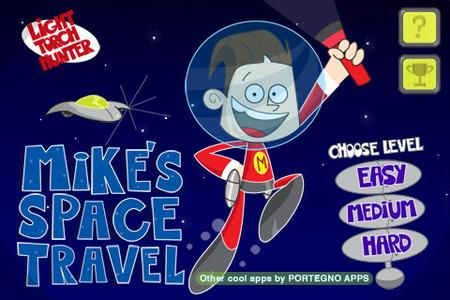 LIGHT
TORCH
HUNTER
?
MiKE'S
SPACE
TRAVEL
M
CHOOSE LEVEL
EASY
MEDIUM
HARD
Other cool apps by PORTEGNO APPS